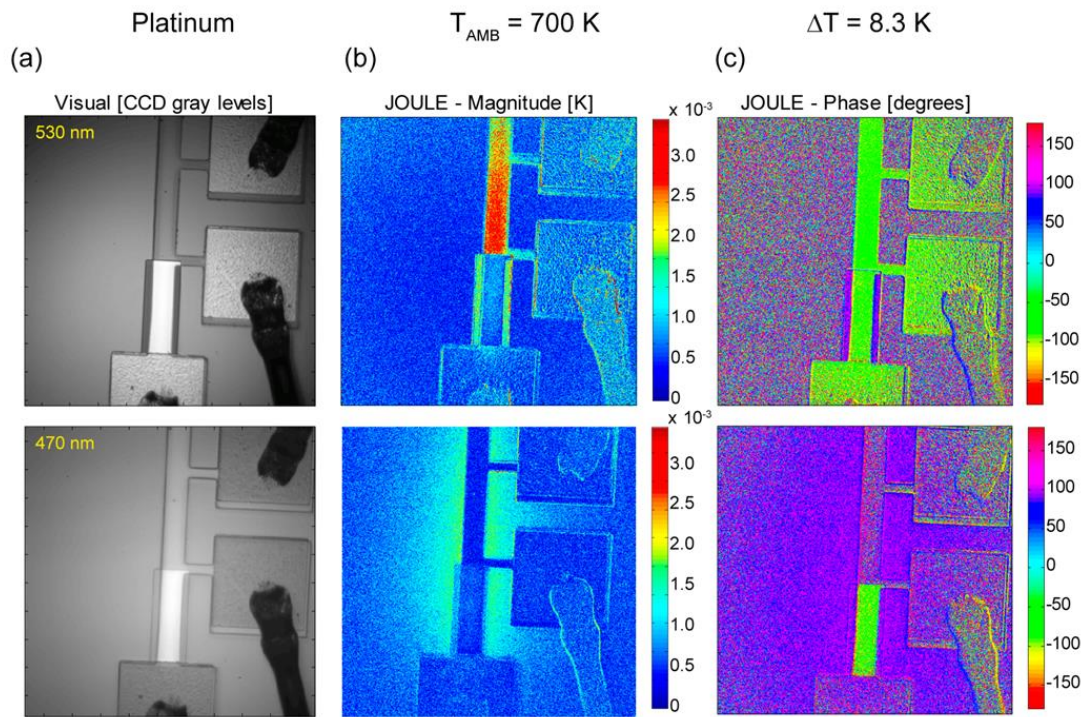 Platinum
T_AMB = 700 K
ΔT = 8.3 K
(a)
(b)
(c)
Visual [CCD gray levels]
JOULE - Magnitude [K]
JOULE - Phase [degrees]
530 nm
x 10⁻³
3.0
2.5
2.0
1.5
1.0
0.5
0
150
100
50
0
-50
-100
-150
470 nm
x 10⁻³
3.0
2.5
2.0
1.5
1.0
0.5
0
150
100
50
0
-50
-100
-150